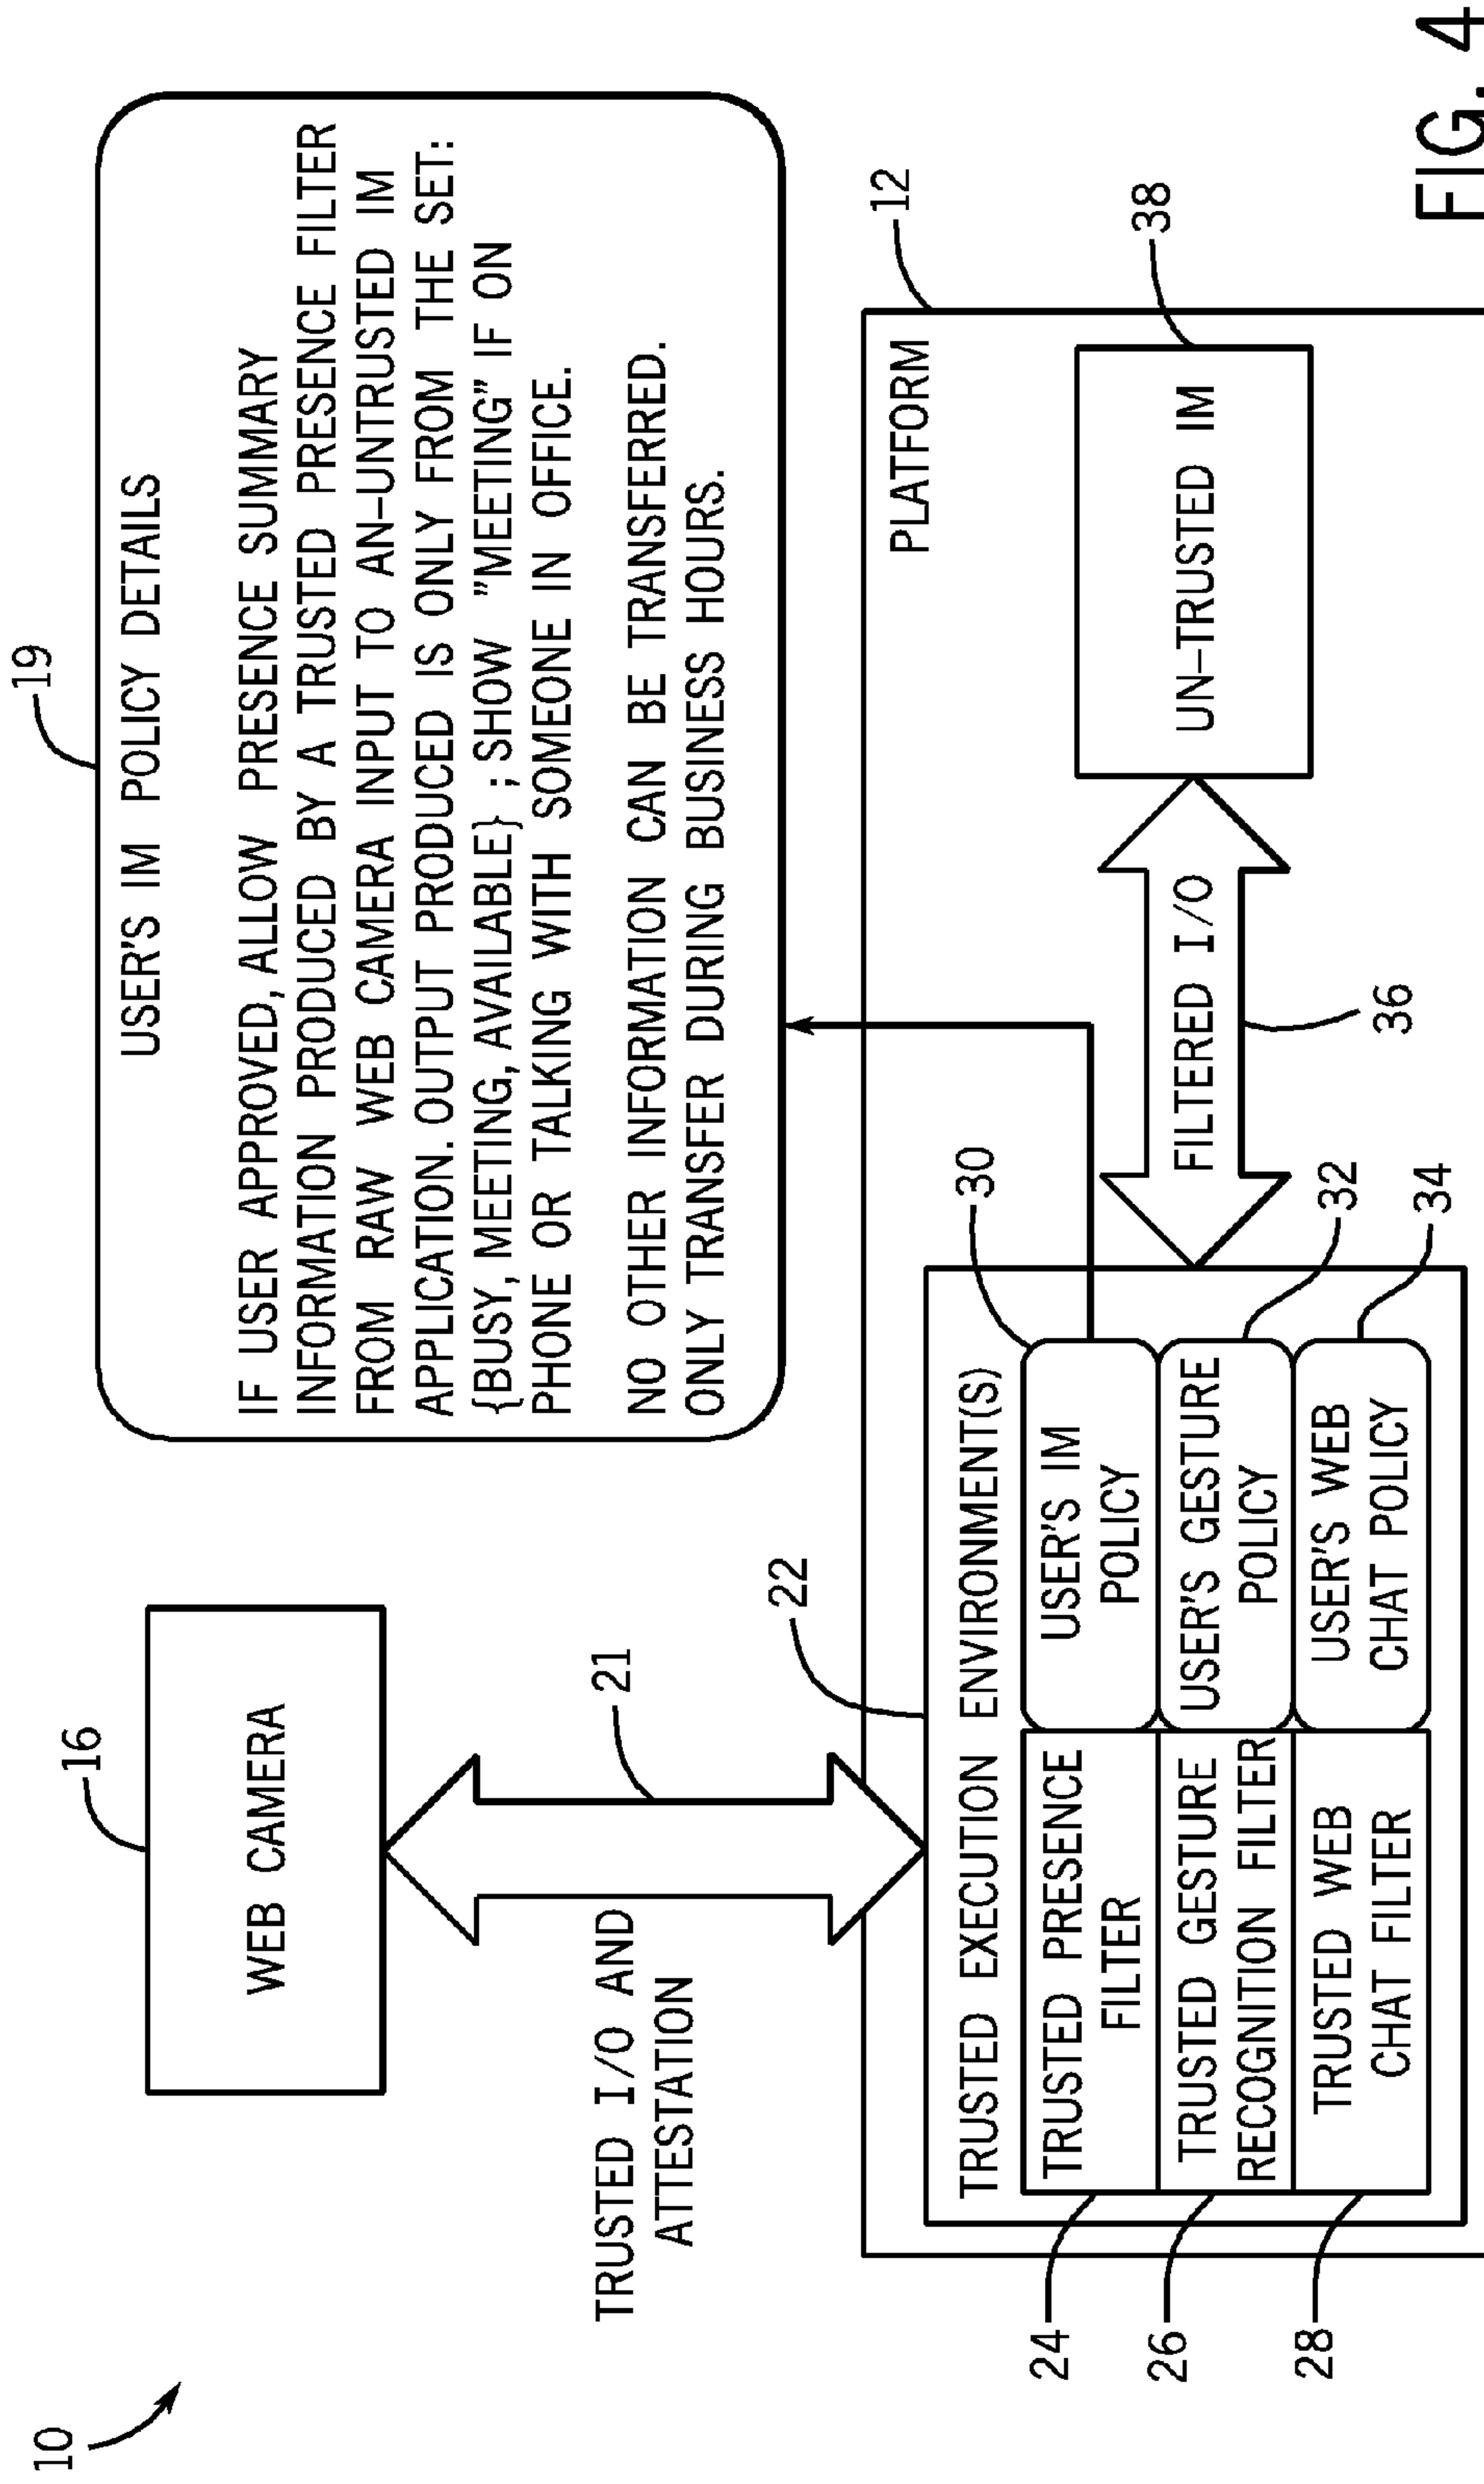 10
16
WEB CAMERA
TRUSTED I/O AND
ATTESTATION
21
19
USER'S IM POLICY DETAILS
IF USER APPROVED, ALLOW PRESENCE SUMMARY
INFORMATION PRODUCED BY A TRUSTED PRESENCE FILTER
FROM RAW WEB CAMERA INPUT TO AN-UNTRUSTED IM
APPLICATION. OUTPUT PRODUCED IS ONLY FROM THE SET:
{BUSY, MEETING, AVAILABLE} ; SHOW "MEETING" IF ON
PHONE OR TALKING WITH SOMEONE IN OFFICE.
NO OTHER INFORMATION CAN BE TRANSFERRED.
ONLY TRANSFER DURING BUSINESS HOURS.
22
12
PLATFORM
TRUSTED EXECUTION ENVIRONMENT(S)
24
TRUSTED PRESENCE
FILTER
26
TRUSTED GESTURE
RECOGNITION FILTER
28
TRUSTED WEB
CHAT FILTER
30
USER'S IM
POLICY
32
USER'S GESTURE
POLICY
34
USER'S WEB
CHAT POLICY
FILTERED I/O
36
UN-TRUSTED IM
38
FIG. 4